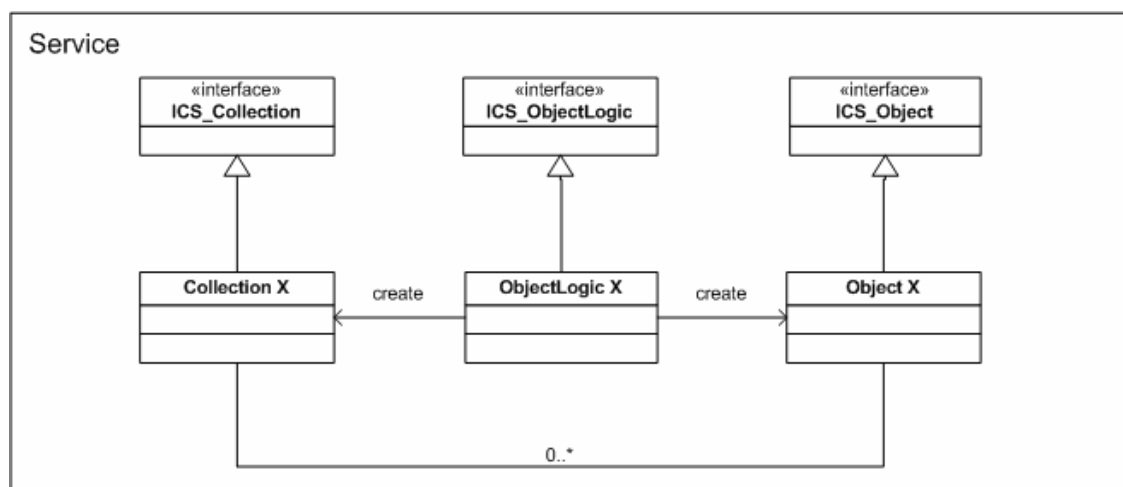 Service
«interface»
ICS_Collection
«interface»
ICS_ObjectLogic
«interface»
ICS_Object
Collection X
create
ObjectLogic X
create
Object X
0..*